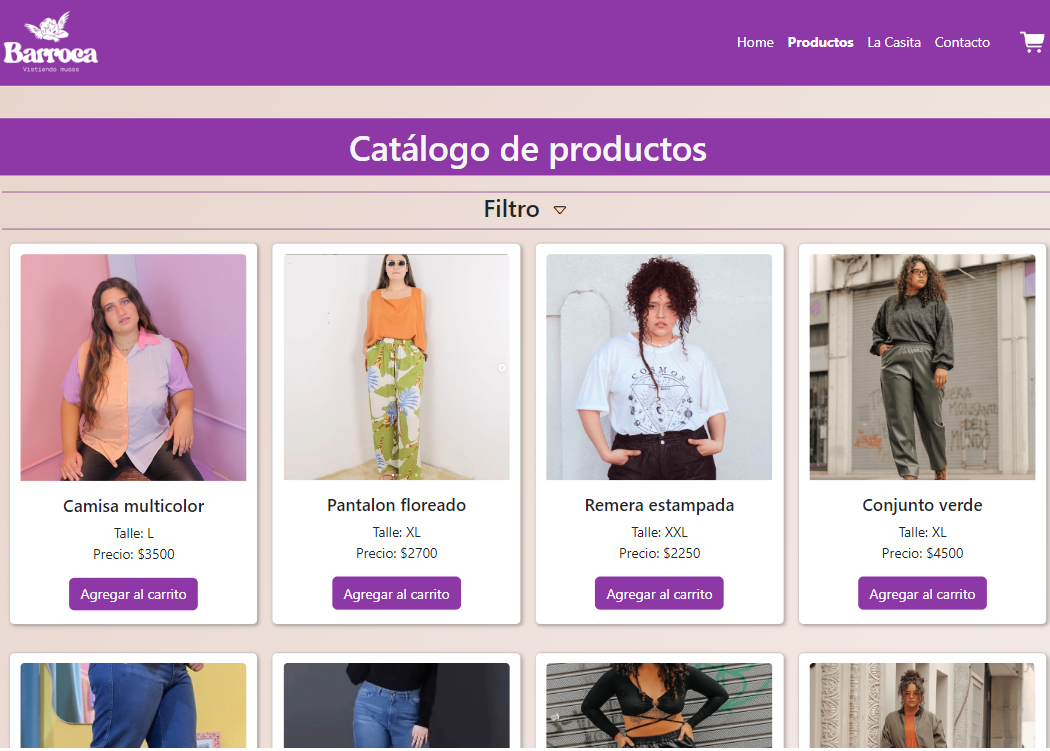 Barroca
Vistiendo musas
Home Productos La Casita Contacto
Catálogo de productos
Filtro
COSMOS
Camisa multicolor
Talle: L
Precio: $3500
Agregar al carrito
Pantalon floreado
Talle: XL
Precio: $2700
Agregar al carrito
Remera estampada
Talle: XXL
Precio: $2250
Agregar al carrito
Conjunto verde
Talle: XL
Precio: $4500
Agregar al carrito